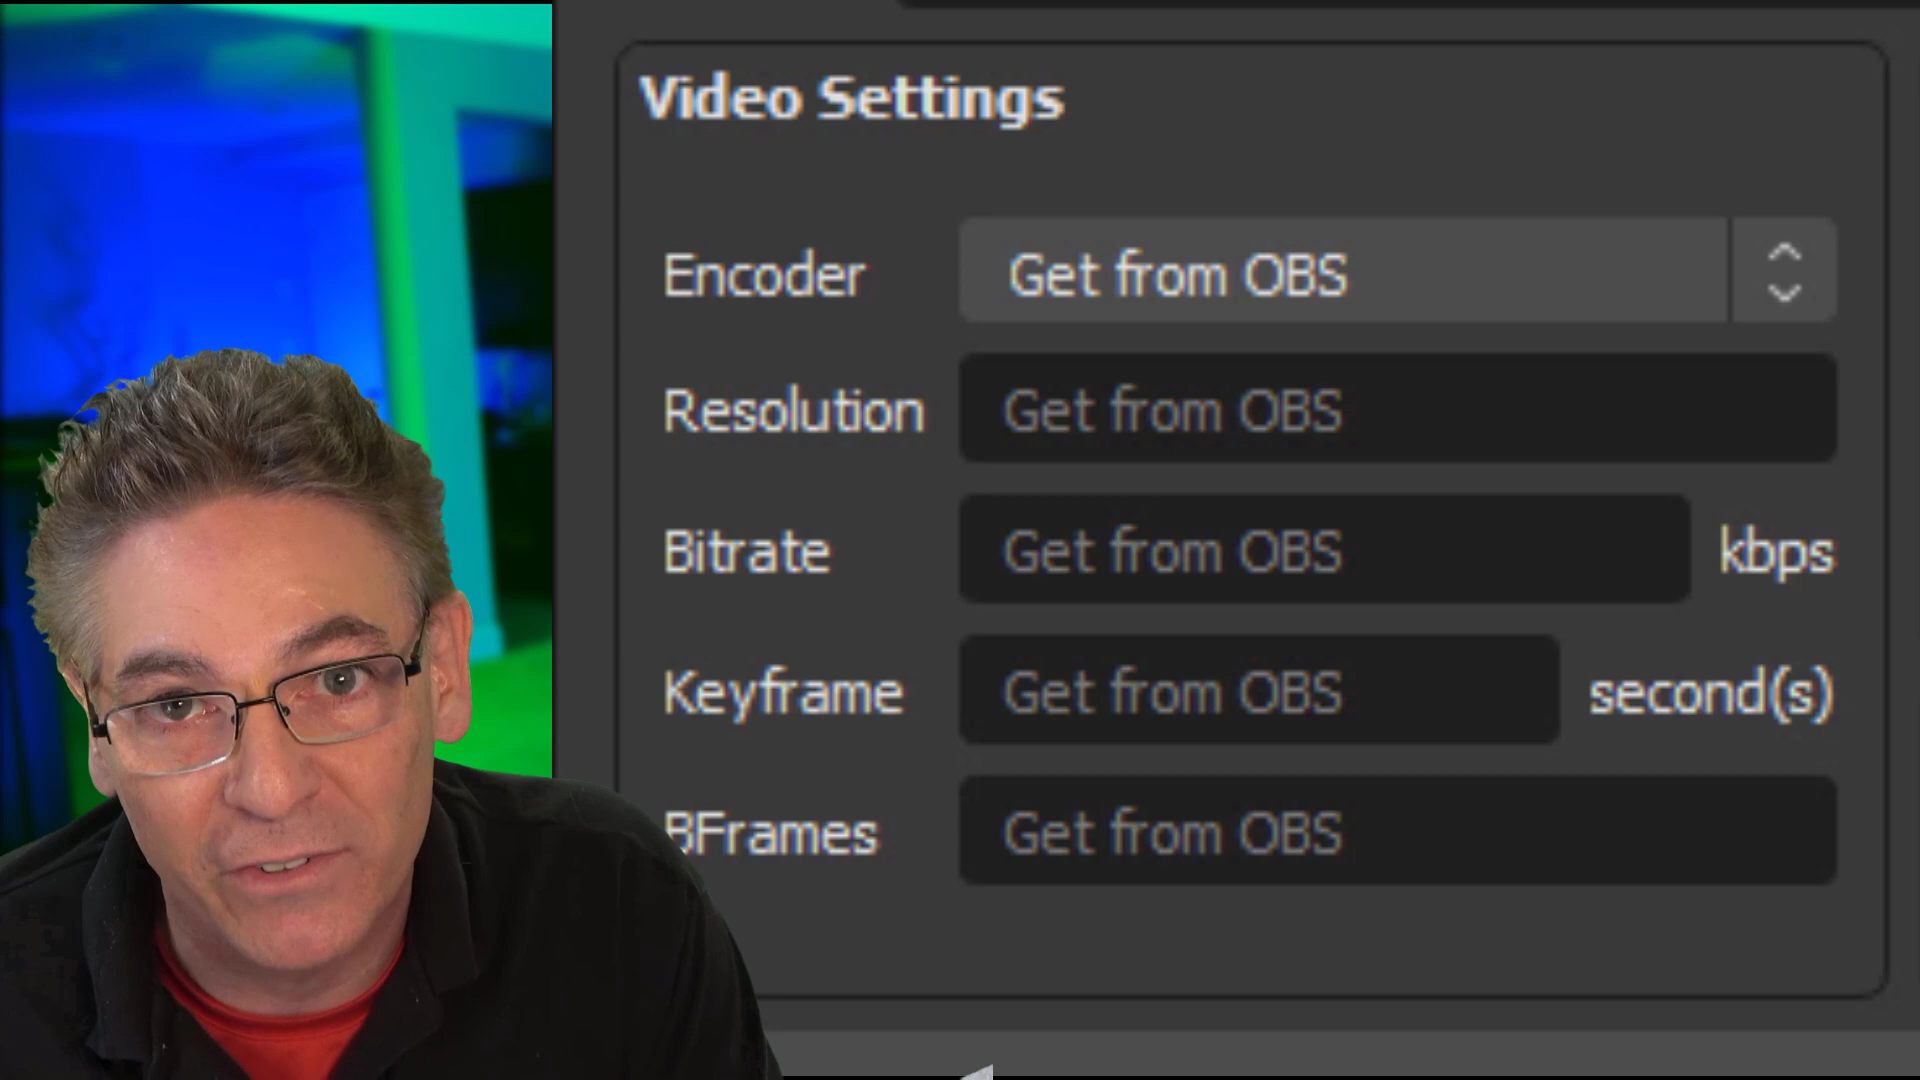 Video Settings
Encoder Get from OBS
Resolution Get from OBS
Bitrate Get from OBS kbps
Keyframe Get from OBS second(s)
BFrames Get from OBS